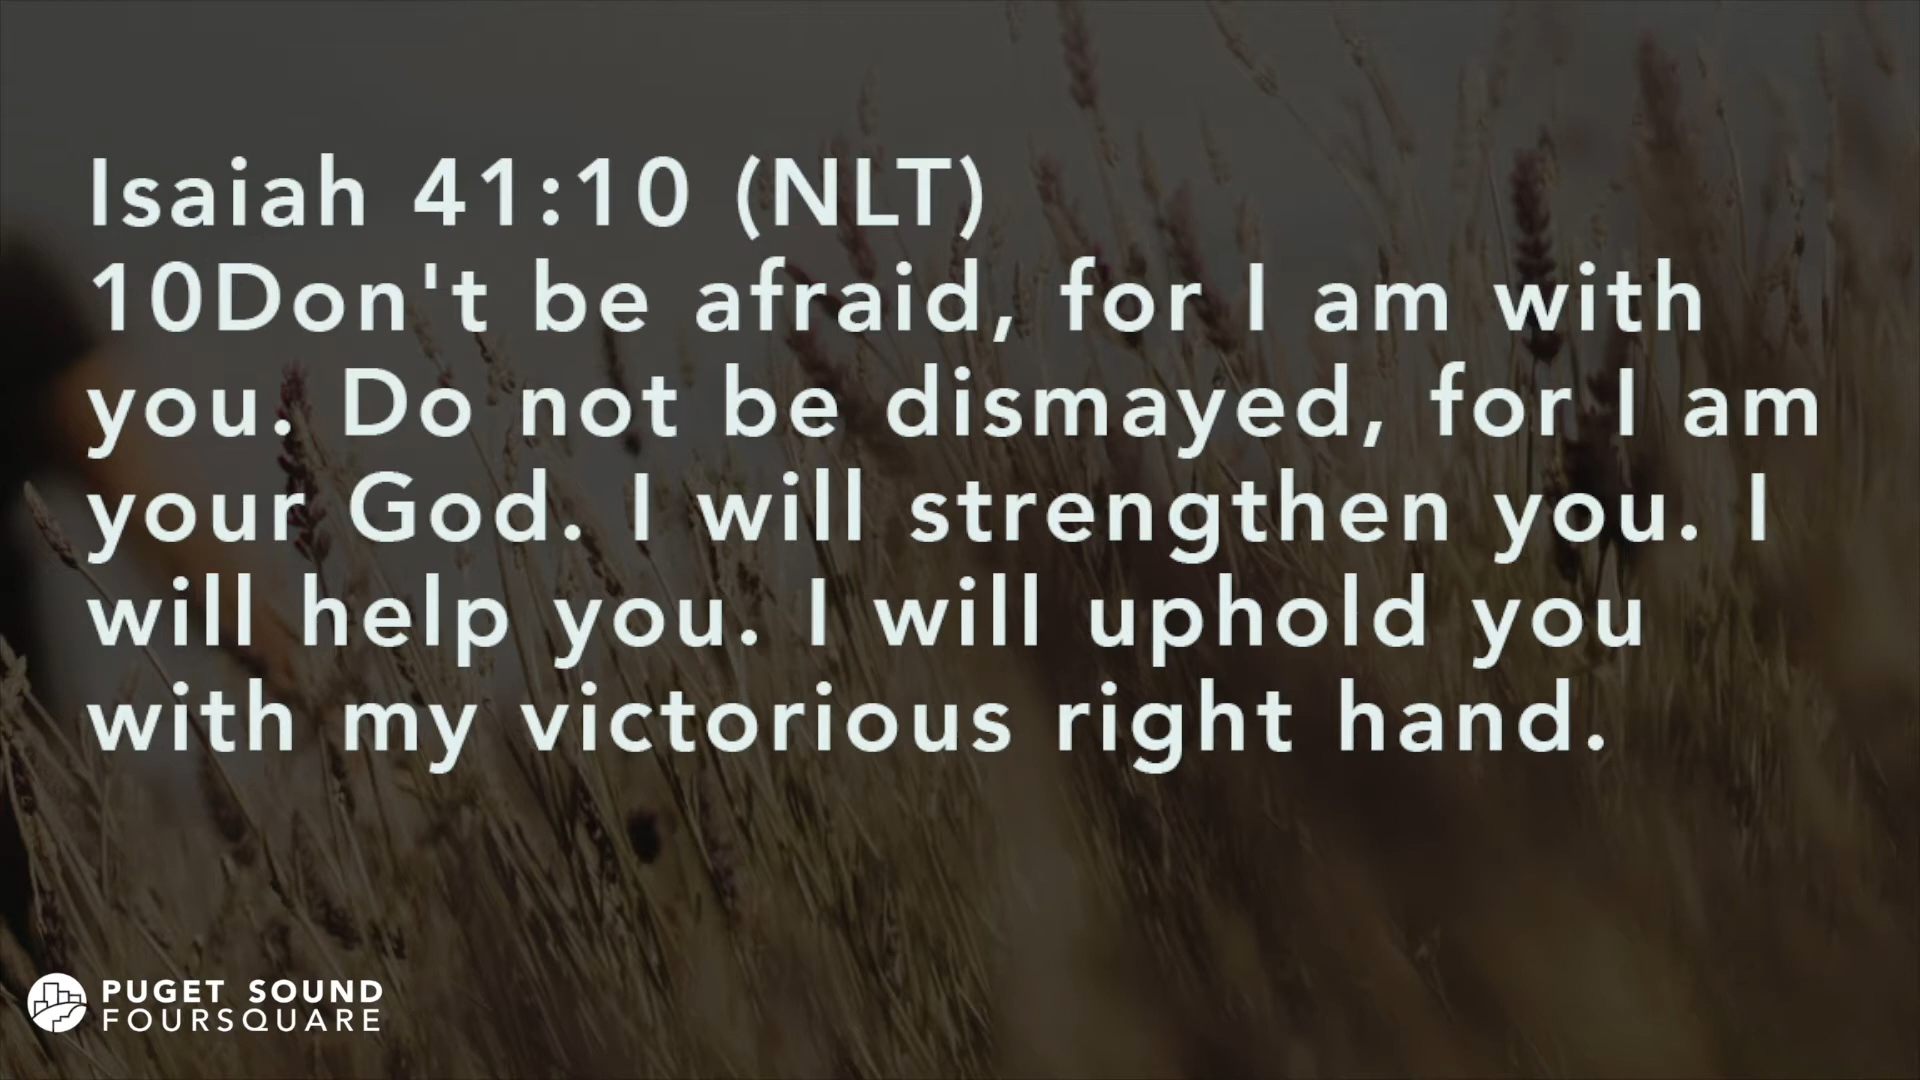 Isaiah 41:10 (NLT)
10Don't be afraid, for I am with
you. Do not be dismayed, for I am
your God. I will strengthen you. I
will help you. I will uphold you
with my victorious right hand.
PUGET SOUND
FOURSQUARE